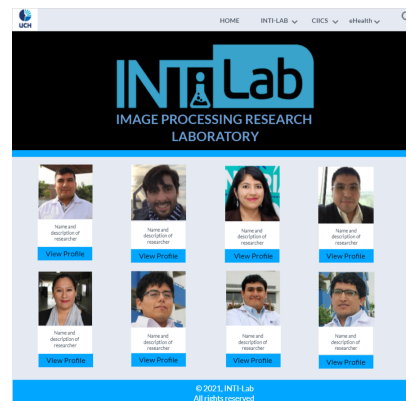 UCH
HOME INTI-LAB CIICS eHealth
INTi Lab
IMAGE PROCESSING RESEARCH
LABORATORY
Name and
description of
researcher
View Profile
Name and
description of
researcher
View Profile
Name and
description of
researcher
View Profile
Name and
description of
researcher
View Profile
Name and
description of
researcher
View Profile
Name and
description of
researcher
View Profile
Name and
description of
researcher
View Profile
Name and
description of
researcher
View Profile
© 2021, INTI-Lab
All rights reserved